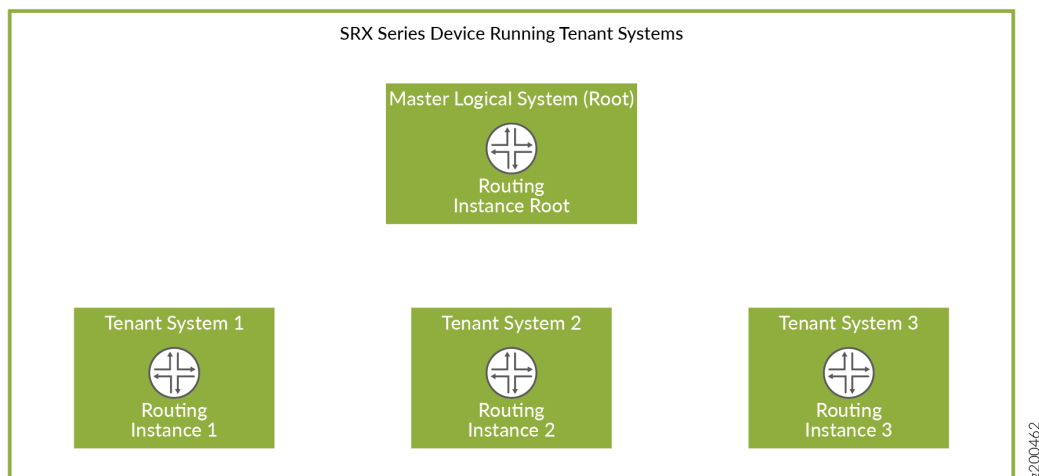 SRX Series Device Running Tenant Systems
Master Logical System (Root)
Routing
Instance Root
Tenant System 1
Routing
Instance 1
Tenant System 2
Routing
Instance 2
Tenant System 3
Routing
Instance 3
g200462